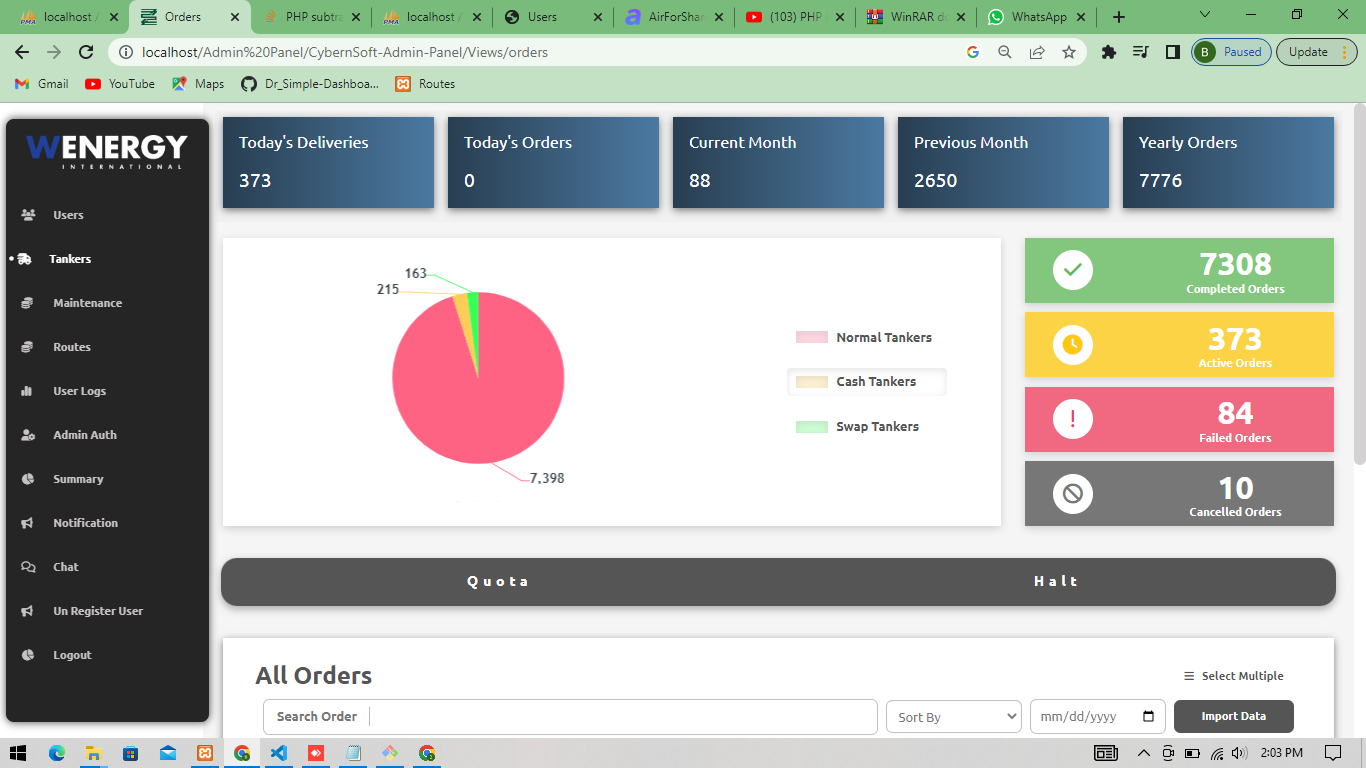 localhost /
Orders
PHP subtra
localhost /
Users
AirForShar
(103) PHP
WinRAR do
WhatsApp
localhost/Admin%20Panel/CybernSoft-Admin-Panel/Views/orders
B
Paused
Update
Gmail
YouTube
Maps
Dr_Simple-Dashboa...
Routes
WENERGY
INTERNATIONAL
Users
Tankers
Maintenance
Routes
User Logs
Admin Auth
Summary
Notification
Chat
Un Register User
Logout
Today's Deliveries
373
Today's Orders
0
Current Month
88
Previous Month
2650
Yearly Orders
7776
163
215
7,398
Normal Tankers
Cash Tankers
Swap Tankers
7308
Completed Orders
373
Active Orders
84
Failed Orders
10
Cancelled Orders
Quota
Halt
All Orders
Select Multiple
Search Order
Sort By
mm/dd/yyyy
Import Data
2:03 PM